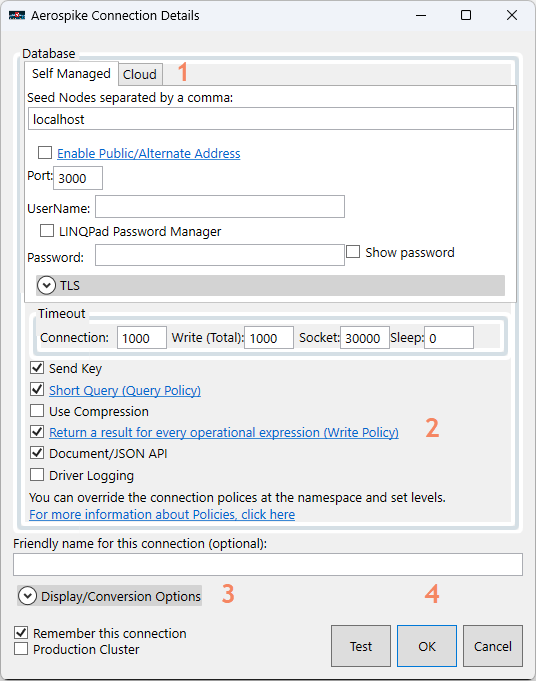 Aerospike Connection Details
Database
Self Managed Cloud 1
Seed Nodes separated by a comma:
localhost
Enable Public/Alternate Address
Port: 3000
UserName:
LINQPad Password Manager
Password: Show password
TLS
Timeout
Connection: 1000 Write (Total): 1000 Socket: 30000 Sleep: 0
Send Key
Short Query (Query Policy)
Use Compression
Return a result for every operational expression (Write Policy) 2
Document/JSON API
Driver Logging
You can override the connection polices at the namespace and set levels.
For more information about Policies, click here
Friendly name for this connection (optional):
Display/Conversion Options 3 4
Remember this connection
Production Cluster
Test OK Cancel